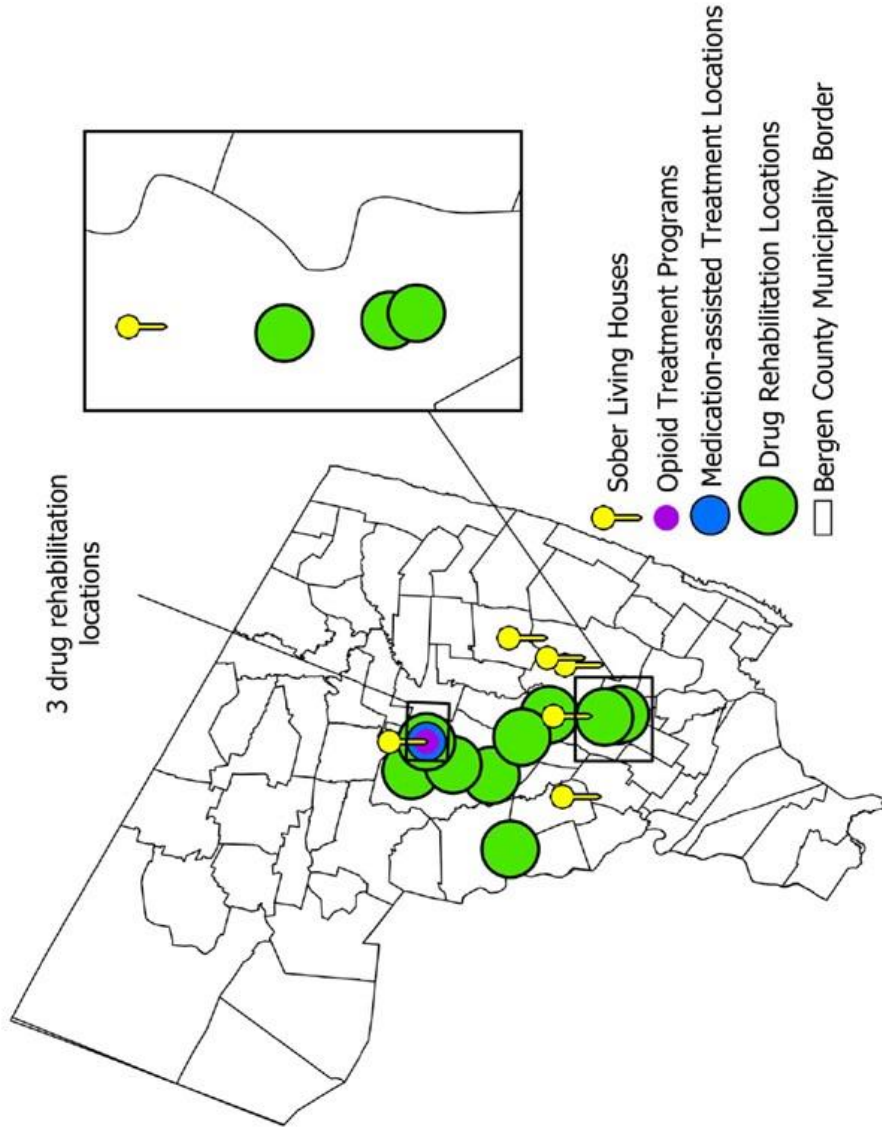 3 drug rehabilitation
locations
Sober Living Houses
Opioid Treatment Programs
Medication-assisted Treatment Locations
Drug Rehabilitation Locations
Bergen County Municipality Border